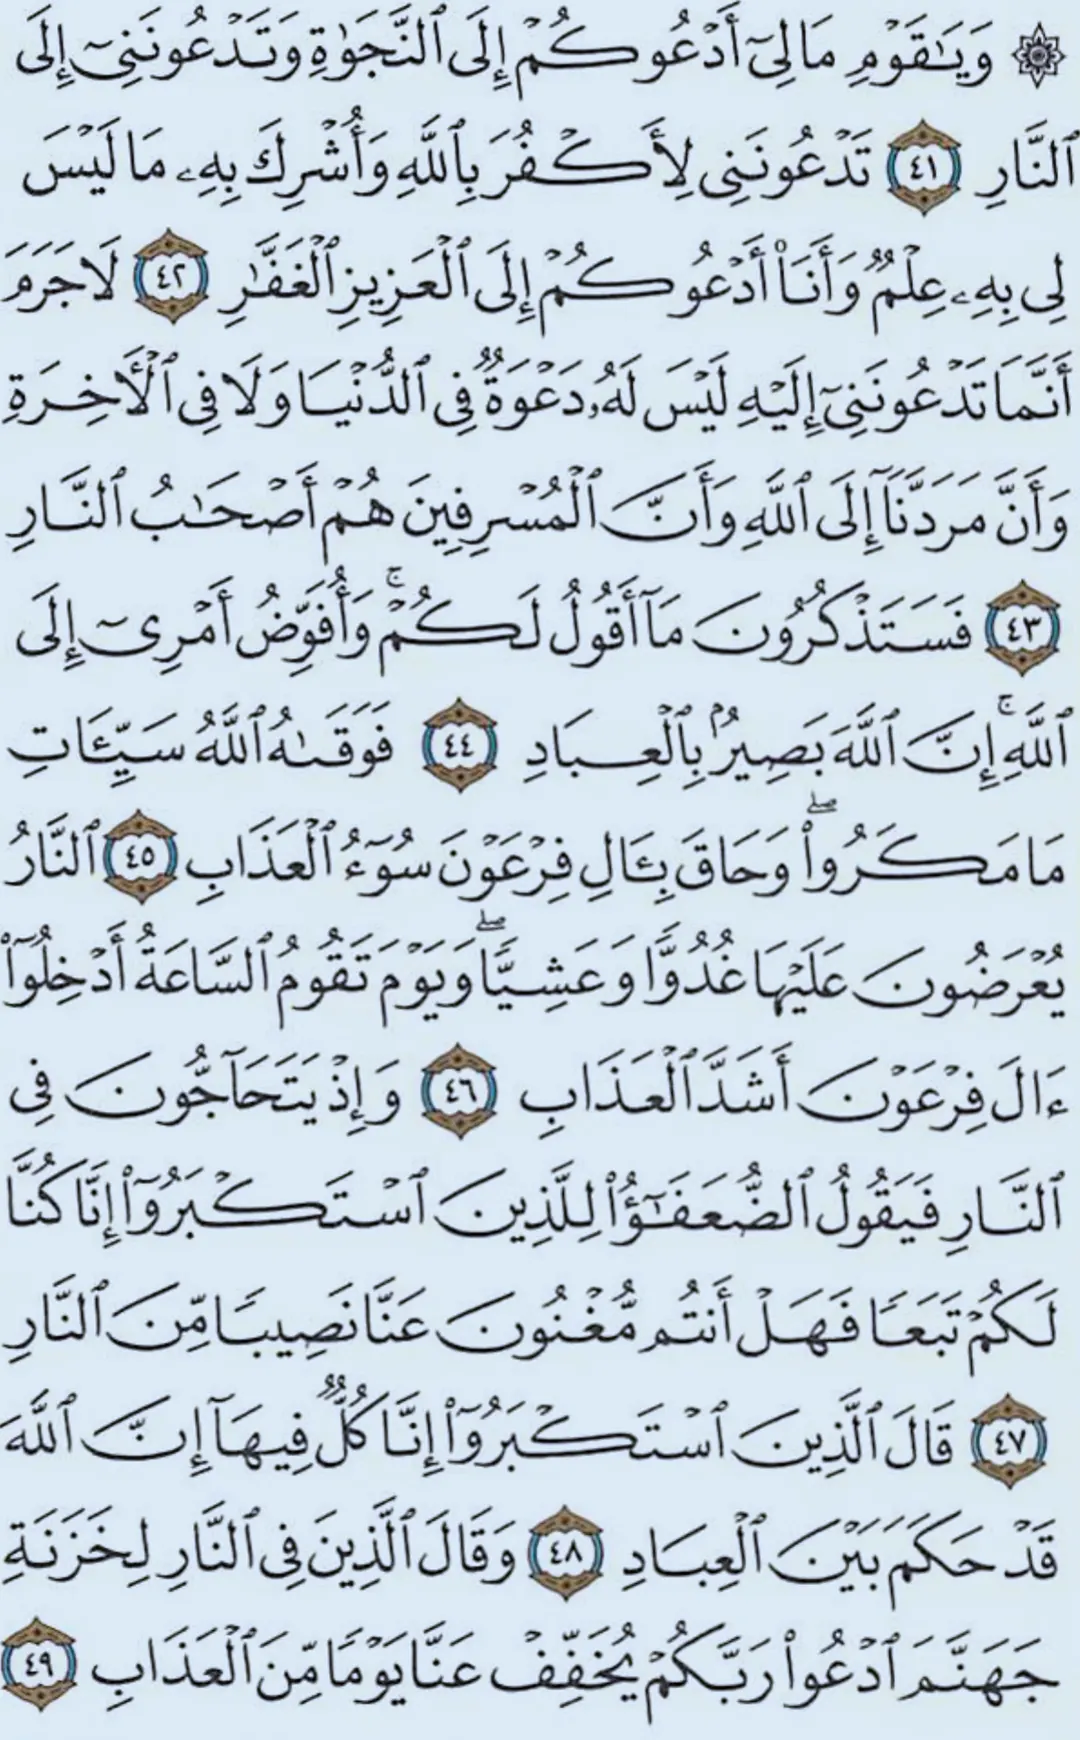 ۞ وَيَٰقَوْمِ مَا لِيٓ أَدْعُوكُمْ إِلَى ٱلنَّجَوٰةِ وَتَدْعُونَنِيٓ إِلَى
ٱلنَّارِ ٤١ تَدْعُونَنِي لِأَكْفُرَ بِٱللَّهِ وَأُشْرِكَ بِهِۦ مَا لَيْسَ
لِي بِهِۦ عِلْمٌ وَأَنَا۠ أَدْعُوكُمْ إِلَى ٱلْعَزِيزِ ٱلْغَفَّٰرِ ٤٢ لَا جَرَمَ
أَنَّمَا تَدْعُونَنِيٓ إِلَيْهِ لَيْسَ لَهُۥ دَعْوَةٌ فِي ٱلدُّنْيَا وَلَا فِي ٱلْأَخِرَةِ
وَأَنَّ مَرَدَّنَآ إِلَى ٱللَّهِ وَأَنَّ ٱلْمُسْرِفِينَ هُمْ أَصْحَٰبُ ٱلنَّارِ
٤٣ فَسَتَذْكُرُونَ مَآ أَقُولُ لَكُمْۚ وَأُفَوِّضُ أَمْرِيٓ إِلَى
ٱللَّهِۚ إِنَّ ٱللَّهَ بَصِيرٌۢ بِٱلْعِبَادِ ٤٤ فَوَقَىٰهُ ٱللَّهُ سَيِّـَٔاتِ
مَا مَكَرُوا۟ۖ وَحَاقَ بِـَٔالِ فِرْعَوْنَ سُوٓءُ ٱلْعَذَابِ ٤٥ ٱلنَّارُ
يُعْرَضُونَ عَلَيْهَا غُدُوًّا وَعَشِيًّاۖ وَيَوْمَ تَقُومُ ٱلسَّاعَةُ أَدْخِلُوٓا۟
ءَالَ فِرْعَوْنَ أَشَدَّ ٱلْعَذَابِ ٤٦ وَإِذْ يَتَحَآجُّونَ فِي
ٱلنَّارِ فَيَقُولُ ٱلضُّعَفَٰٓؤُا۟ لِلَّذِينَ ٱسْتَكْبَرُوٓا۟ إِنَّا كُنَّا
لَكُمْ تَبَعًا فَهَلْ أَنتُم مُّغْنُونَ عَنَّا نَصِيبًا مِّنَ ٱلنَّارِ
٤٧ قَالَ ٱلَّذِينَ ٱسْتَكْبَرُوٓا۟ إِنَّا كُلٌّ فِيهَآ إِنَّ ٱللَّهَ
قَدْ حَكَمَ بَيْنَ ٱلْعِبَادِ ٤٨ وَقَالَ ٱلَّذِينَ فِي ٱلنَّارِ لِخَزَنَةِ
جَهَنَّمَ ٱدْعُوا۟ رَبَّكُمْ يُخَفِّفْ عَنَّا يَوْمًا مِّنَ ٱلْعَذَابِ ٤٩